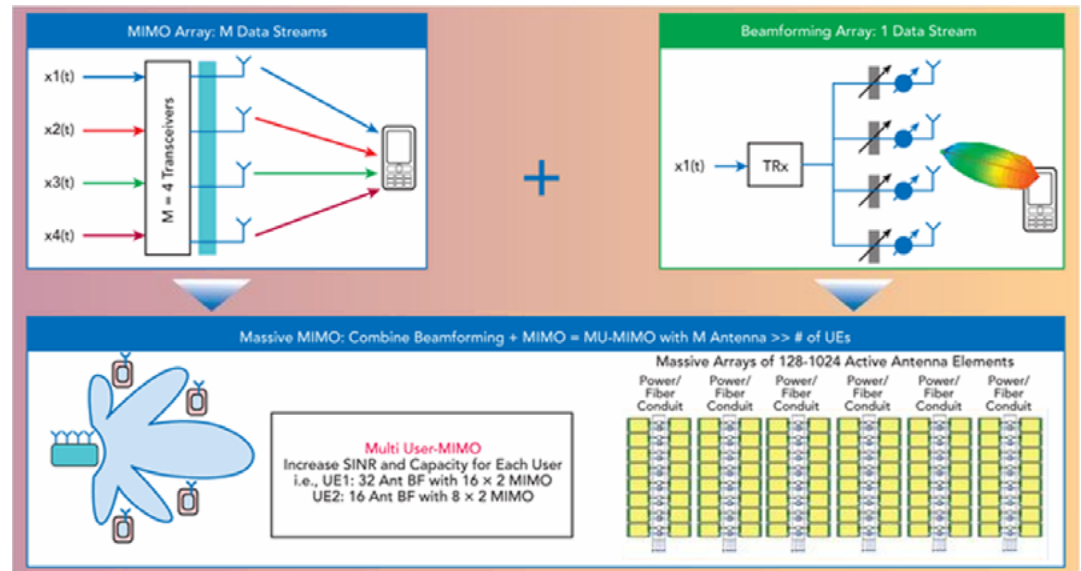 MIMO Array: M Data Streams
x1(t)
x2(t)
x3(t)
x4(t)
M = 4 Transceivers
+
Beamforming Array: 1 Data Stream
x1(t)
TRx
Massive MIMO: Combine Beamforming + MIMO = MU-MIMO with M Antenna >> # of UEs
Multi User-MIMO
Increase SINR and Capacity for Each User
i.e., UE1: 32 Ant BF with 16 × 2 MIMO
UE2: 16 Ant BF with 8 × 2 MIMO
Massive Arrays of 128-1024 Active Antenna Elements
Power/ Power/ Power/ Power/ Power/ Power/
Fiber Fiber Fiber Fiber Fiber Fiber
Conduit Conduit Conduit Conduit Conduit Conduit